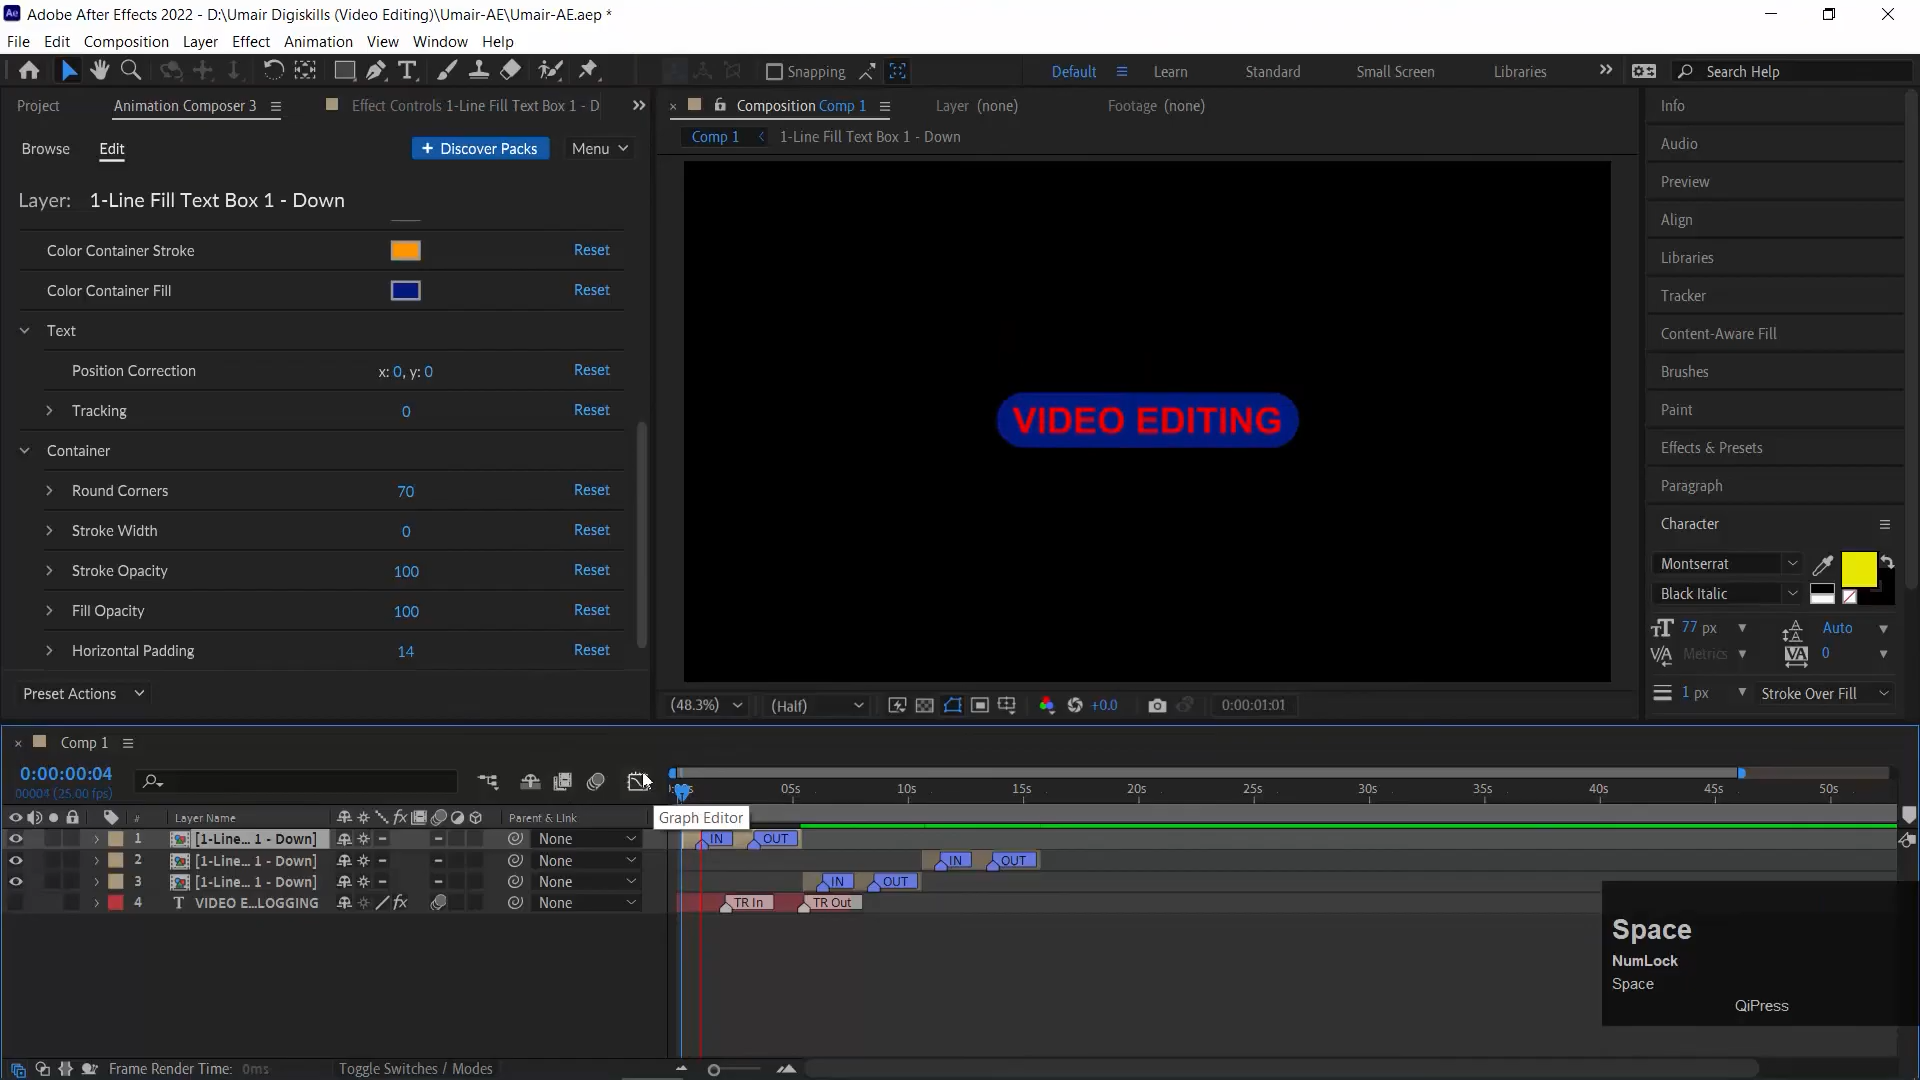 Adobe After Effects 2022 - D:\Umair Digiskills (Video Editing)\Umair-AE\Umair-AE.aep *
File Edit Composition Layer Effect Animation View Window Help
Snapping
Default Learn Standard Small Screen Libraries Search Help
Project Animation Composer 3 Effect Controls 1-Line Fill Text Box 1 - D
Composition Comp 1 Layer (none) Footage (none)
Browse Edit + Discover Packs Menu
Comp 1 1-Line Fill Text Box 1 - Down
Layer: 1-Line Fill Text Box 1 - Down
Color Container Stroke Reset
Color Container Fill Reset
Text
Position Correction x: 0, y: 0 Reset
Tracking 0 Reset
Container
Round Corners 70 Reset
Stroke Width 0 Reset
Stroke Opacity 100 Reset
Fill Opacity 100 Reset
Horizontal Padding 14 Reset
Preset Actions
VIDEO EDITING
(48.3%) (Half) +0.0 0:00:01:01
Info
Audio
Preview
Align
Libraries
Tracker
Content-Aware Fill
Brushes
Paint
Effects & Presets
Paragraph
Character
Montserrat
Black Italic
77 px Auto
Metrics 0
1 px Stroke Over Fill
Comp 1
0:00:00:04
00004 (25.00 fps)
05s 10s 15s 20s 25s 30s 35s 40s 45s 50s
# Layer Name Parent & Link
Graph Editor
1 [1-Line... 1 - Down] None IN OUT
2 [1-Line... 1 - Down] None IN OUT
3 [1-Line... 1 - Down] None IN OUT
4 T VIDEO E...LOGGING None TR In TR Out
Space
NumLock
Space
QiPress
Frame Render Time: 0ms Toggle Switches / Modes